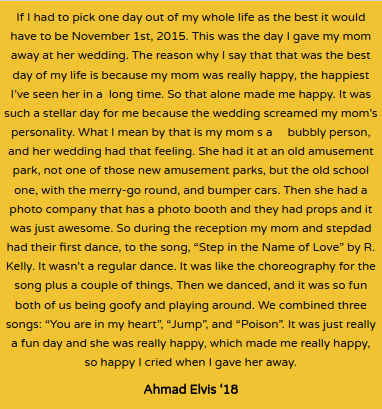 If I had to pick one day out of my whole life as the best it would
have to be November 1st, 2015. This was the day I gave my mom
away at her wedding. The reason why I say that that was the best
day of my life is because my mom was really happy, the happiest
I've seen her in a long time. So that alone made me happy. It was
such a stellar day for me because the wedding screamed my mom's
personality. What I mean by that is my mom s a bubbly person,
and her wedding had that feeling. She had it at an old amusement
park, not one of those new amusement parks, but the old school
one, with the merry-go round, and bumper cars. Then she had a
photo company that has a photo booth and they had props and it
was just awesome. So during the reception my mom and stepdad
had their first dance, to the song, “Step in the Name of Love” by R.
Kelly. It wasn't a regular dance. It was like the choreography for the
song plus a couple of things. Then we danced, and it was so fun
both of us being goofy and playing around. We combined three
songs: “You are in my heart”, “Jump”, and “Poison”. It was just really
a fun day and she was really happy, which made me really happy,
so happy I cried when I gave her away.
Ahmad Elvis ‘18